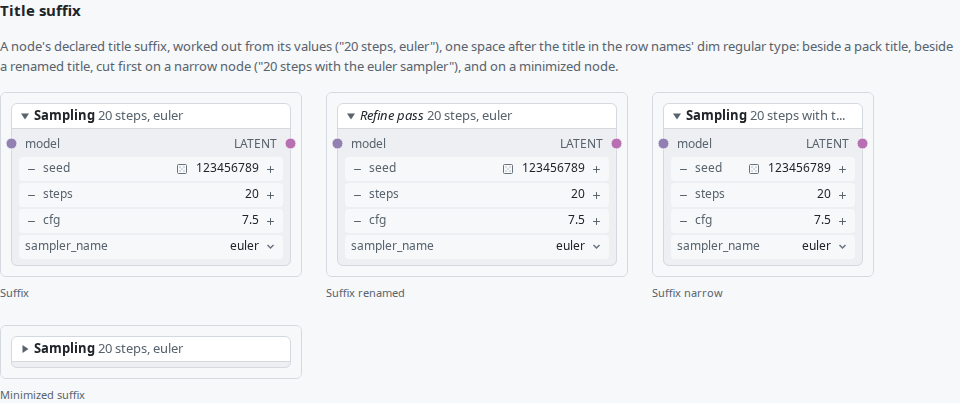 Title suffix
A node's declared title suffix, worked out from its values ("20 steps, euler"), one space after the title in the row names' dim regular type: beside a pack title, beside
a renamed title, cut first on a narrow node ("20 steps with the euler sampler"), and on a minimized node.
Sampling 20 steps, euler
model LATENT
seed 123456789 +
steps 20 +
cfg 7.5 +
sampler_name euler
Suffix
Refine pass 20 steps, euler
model LATENT
– seed 123456789 +
– steps 20 +
– cfg 7.5 +
sampler_name euler
Suffix renamed
Sampling 20 steps with t...
model LATENT
– seed 123456789 +
– steps 20 +
– cfg 7.5 +
sampler_name euler
Suffix narrow
Sampling 20 steps, euler
Minimized suffix